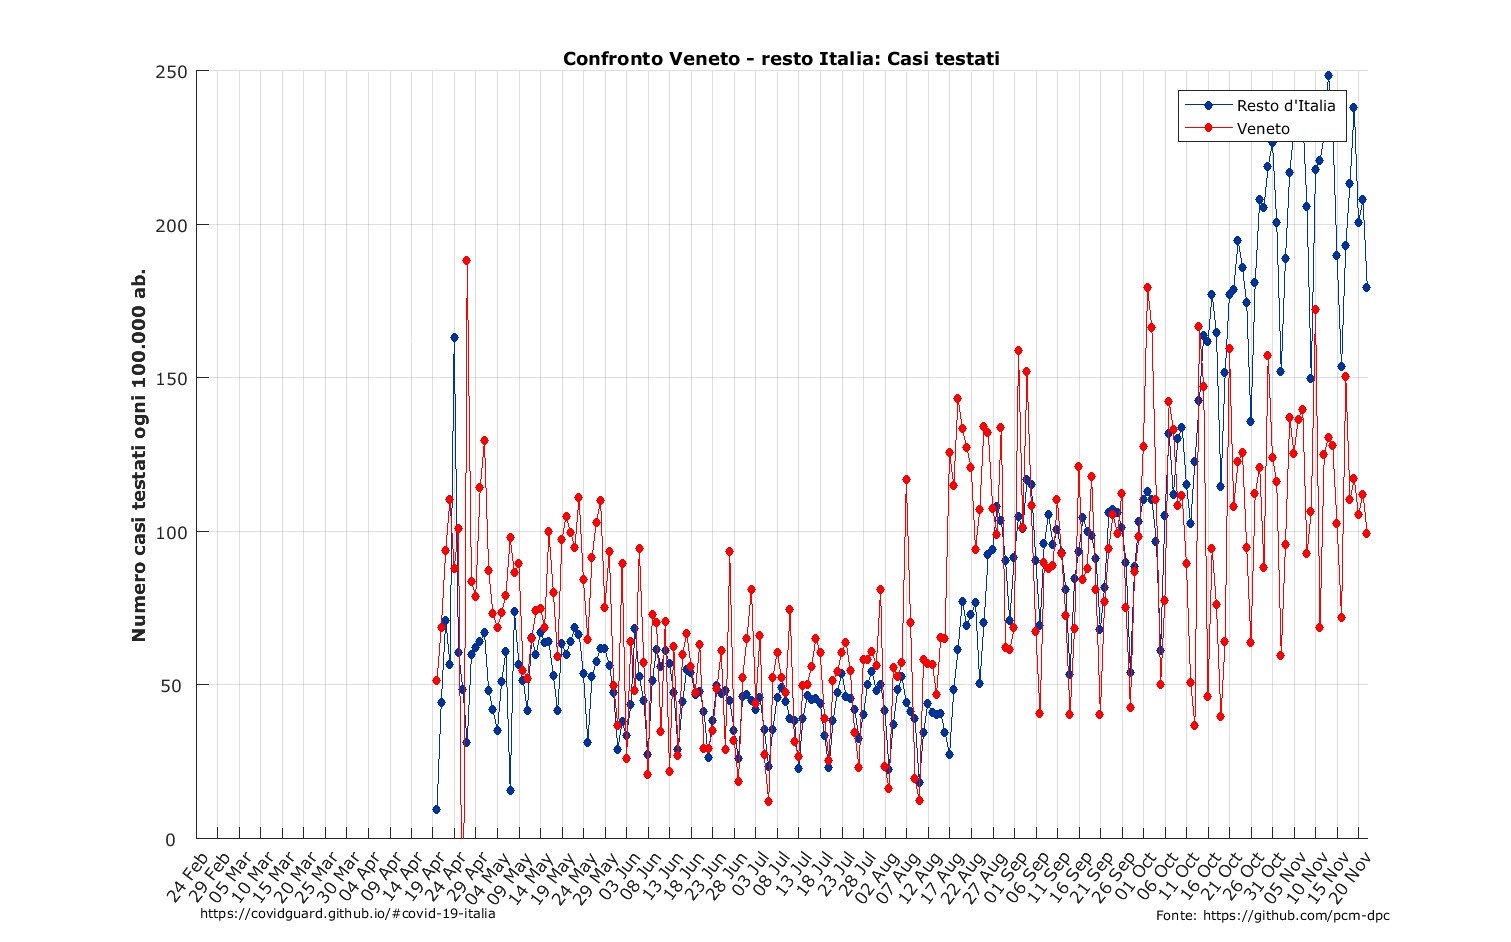 Confronto Veneto - resto Italia: Casi testati
Resto d'Italia
Veneto
Numero casi testati ogni 100.000 ab.
250
200
150
100
50
0
24 Feb
29 Feb
05 Mar
10 Mar
15 Mar
20 Mar
25 Mar
30 Mar
04 Apr
09 Apr
14 Apr
19 Apr
24 Apr
29 Apr
04 May
09 May
14 May
19 May
24 May
29 May
03 Jun
08 Jun
13 Jun
18 Jun
23 Jun
28 Jun
03 Jul
08 Jul
13 Jul
18 Jul
23 Jul
28 Jul
02 Aug
07 Aug
12 Aug
17 Aug
22 Aug
27 Aug
01 Sep
06 Sep
11 Sep
16 Sep
21 Sep
26 Sep
01 Oct
06 Oct
11 Oct
16 Oct
21 Oct
26 Oct
31 Oct
05 Nov
10 Nov
15 Nov
20 Nov
https://covidguard.github.io/#covid-19-italia
Fonte: https://github.com/pcm-dpc